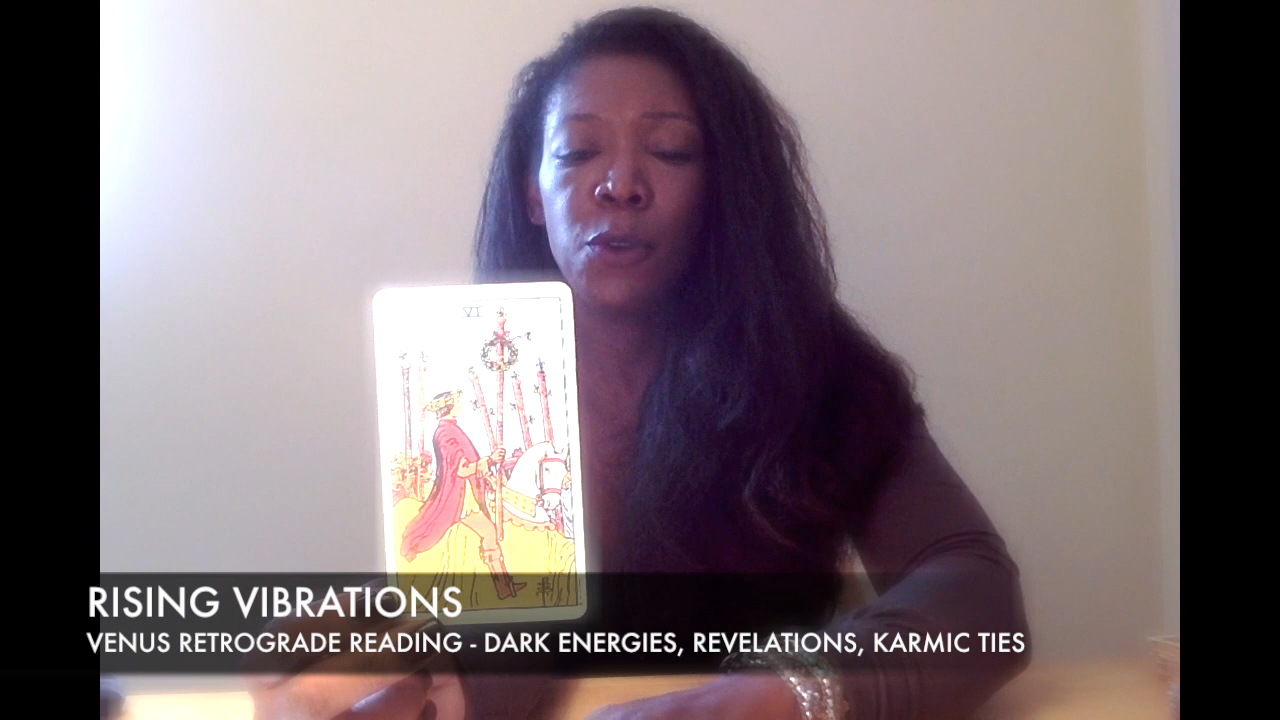 VI
RISING VIBRATIONS
VENUS RETROGRADE READING - DARK ENERGIES, REVELATIONS, KARMIC TIES